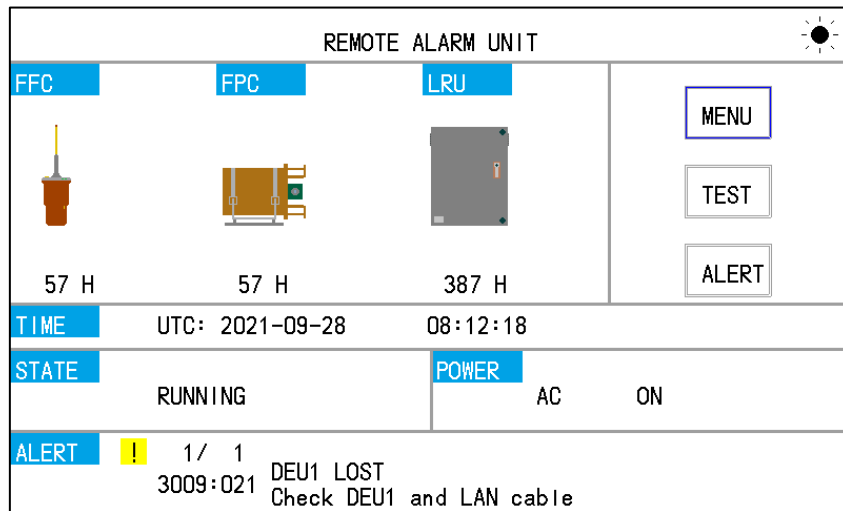 REMOTE ALARM UNIT
FFC FPC LRU
MENU
TEST
ALERT
57 H 57 H 387 H
TIME UTC: 2021-09-28 08:12:18
STATE POWER
RUNNING AC ON
ALERT ! 1/ 1
3009:021 DEU1 LOST
Check DEU1 and LAN cable